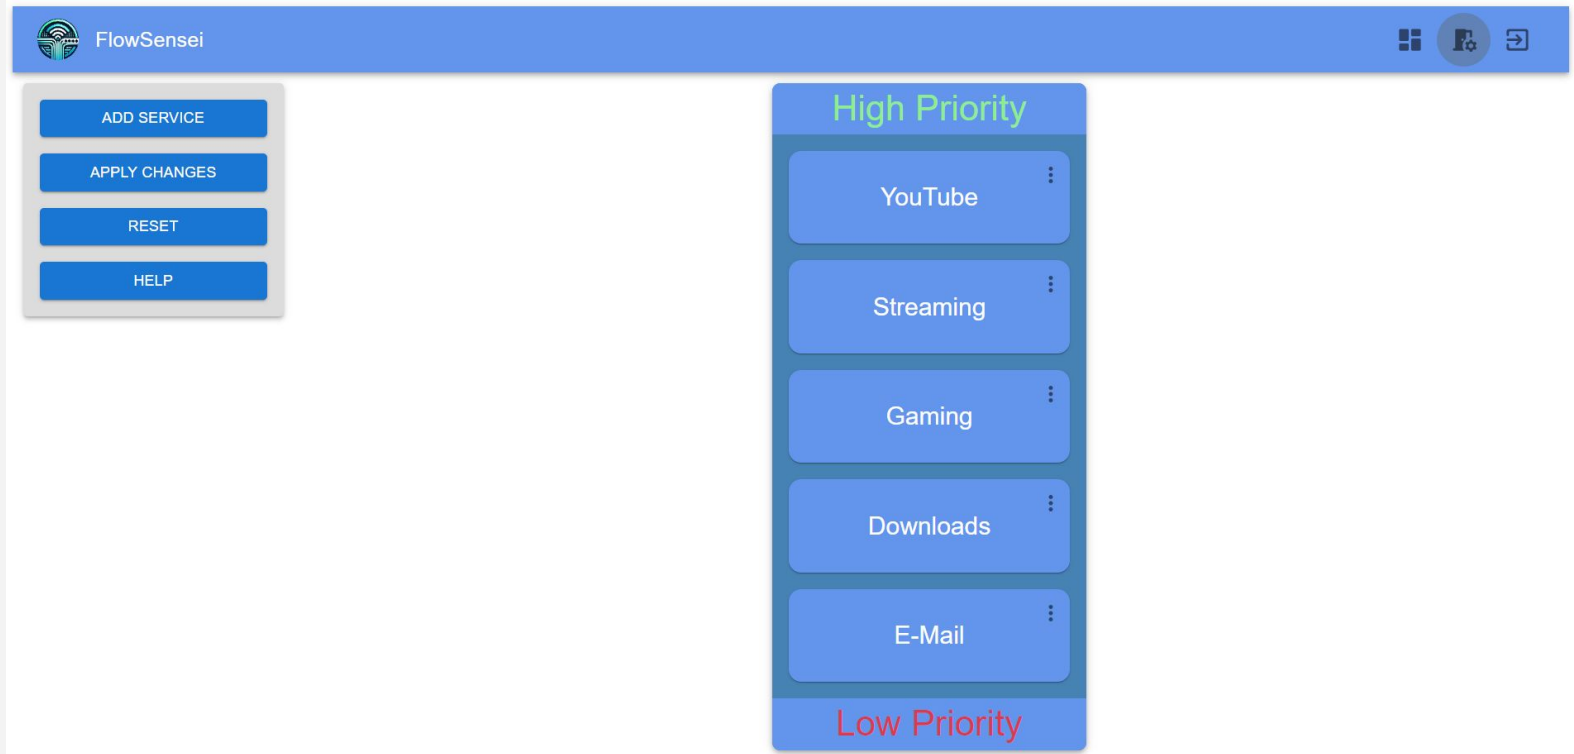 FlowSensei
ADD SERVICE
APPLY CHANGES
RESET
HELP
High Priority
YouTube
Streaming
Gaming
Downloads
E-Mail
Low Priority